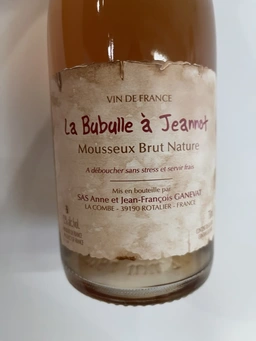 VIN DE FRANCE
La Bubulle à Jeannot
Mousseux Brut Nature
A déboucher sans stress et servir frais
Mis en bouteille par
SAS Anne et Jean-François GANEVAT
LA COMBE - 39190 ROTALIER - FRANCE